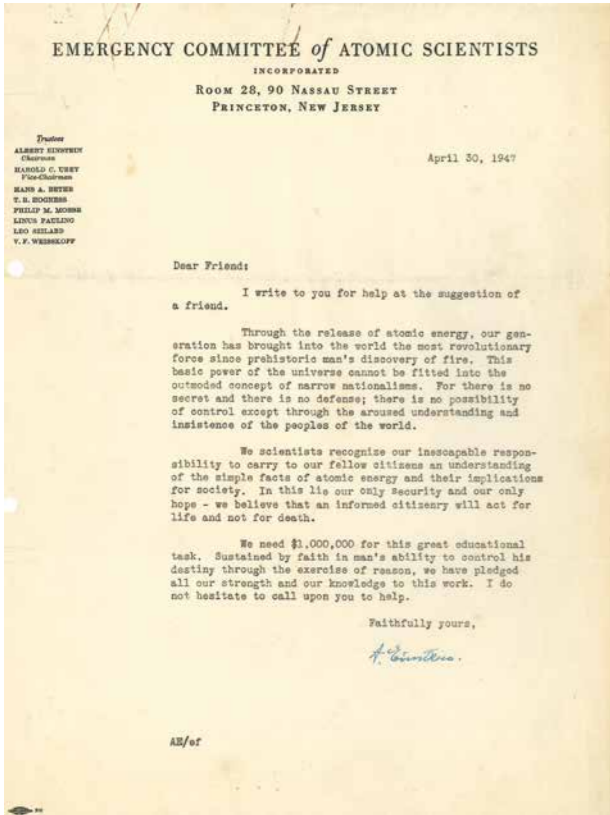 EMERGENCY COMMITTEE of ATOMIC SCIENTISTS
INCORPORATED
ROOM 28, 90 NASSAU STREET
PRINCETON, NEW JERSEY
Trustees
ALBERT EINSTEIN
Chairman
HAROLD C. UREY
Vice-Chairman
HANS A. BETHE
T. R. HOGNESS
PHILIP M. MORSE
LINUS PAULING
LEO SZILARD
V. F. WEISSKOPF
April 30, 1947
Dear Friend:
I write to you for help at the suggestion of
a friend.
Through the release of atomic energy, our gen-
eration has brought into the world the most revolutionary
force since prehistoric man's discovery of fire. This
basic power of the universe cannot be fitted into the
outmoded concept of narrow nationalisms. For there is no
secret and there is no defense; there is no possibility
of control except through the aroused understanding and
insistence of the peoples of the world.
We scientists recognize our inescapable respon-
sibility to carry to our fellow citizens an understanding
of the simple facts of atomic energy and their implications
for society. In this lie our only security and our only
hope - we believe that an informed citizenry will act for
life and not for death.
We need $1,000,000 for this great educational
task. Sustained by faith in man's ability to control his
destiny through the exercise of reason, we have pledged
all our strength and our knowledge to this work. I do
not hesitate to call upon you to help.
Faithfully yours,
A. Einstein.
AE/ef